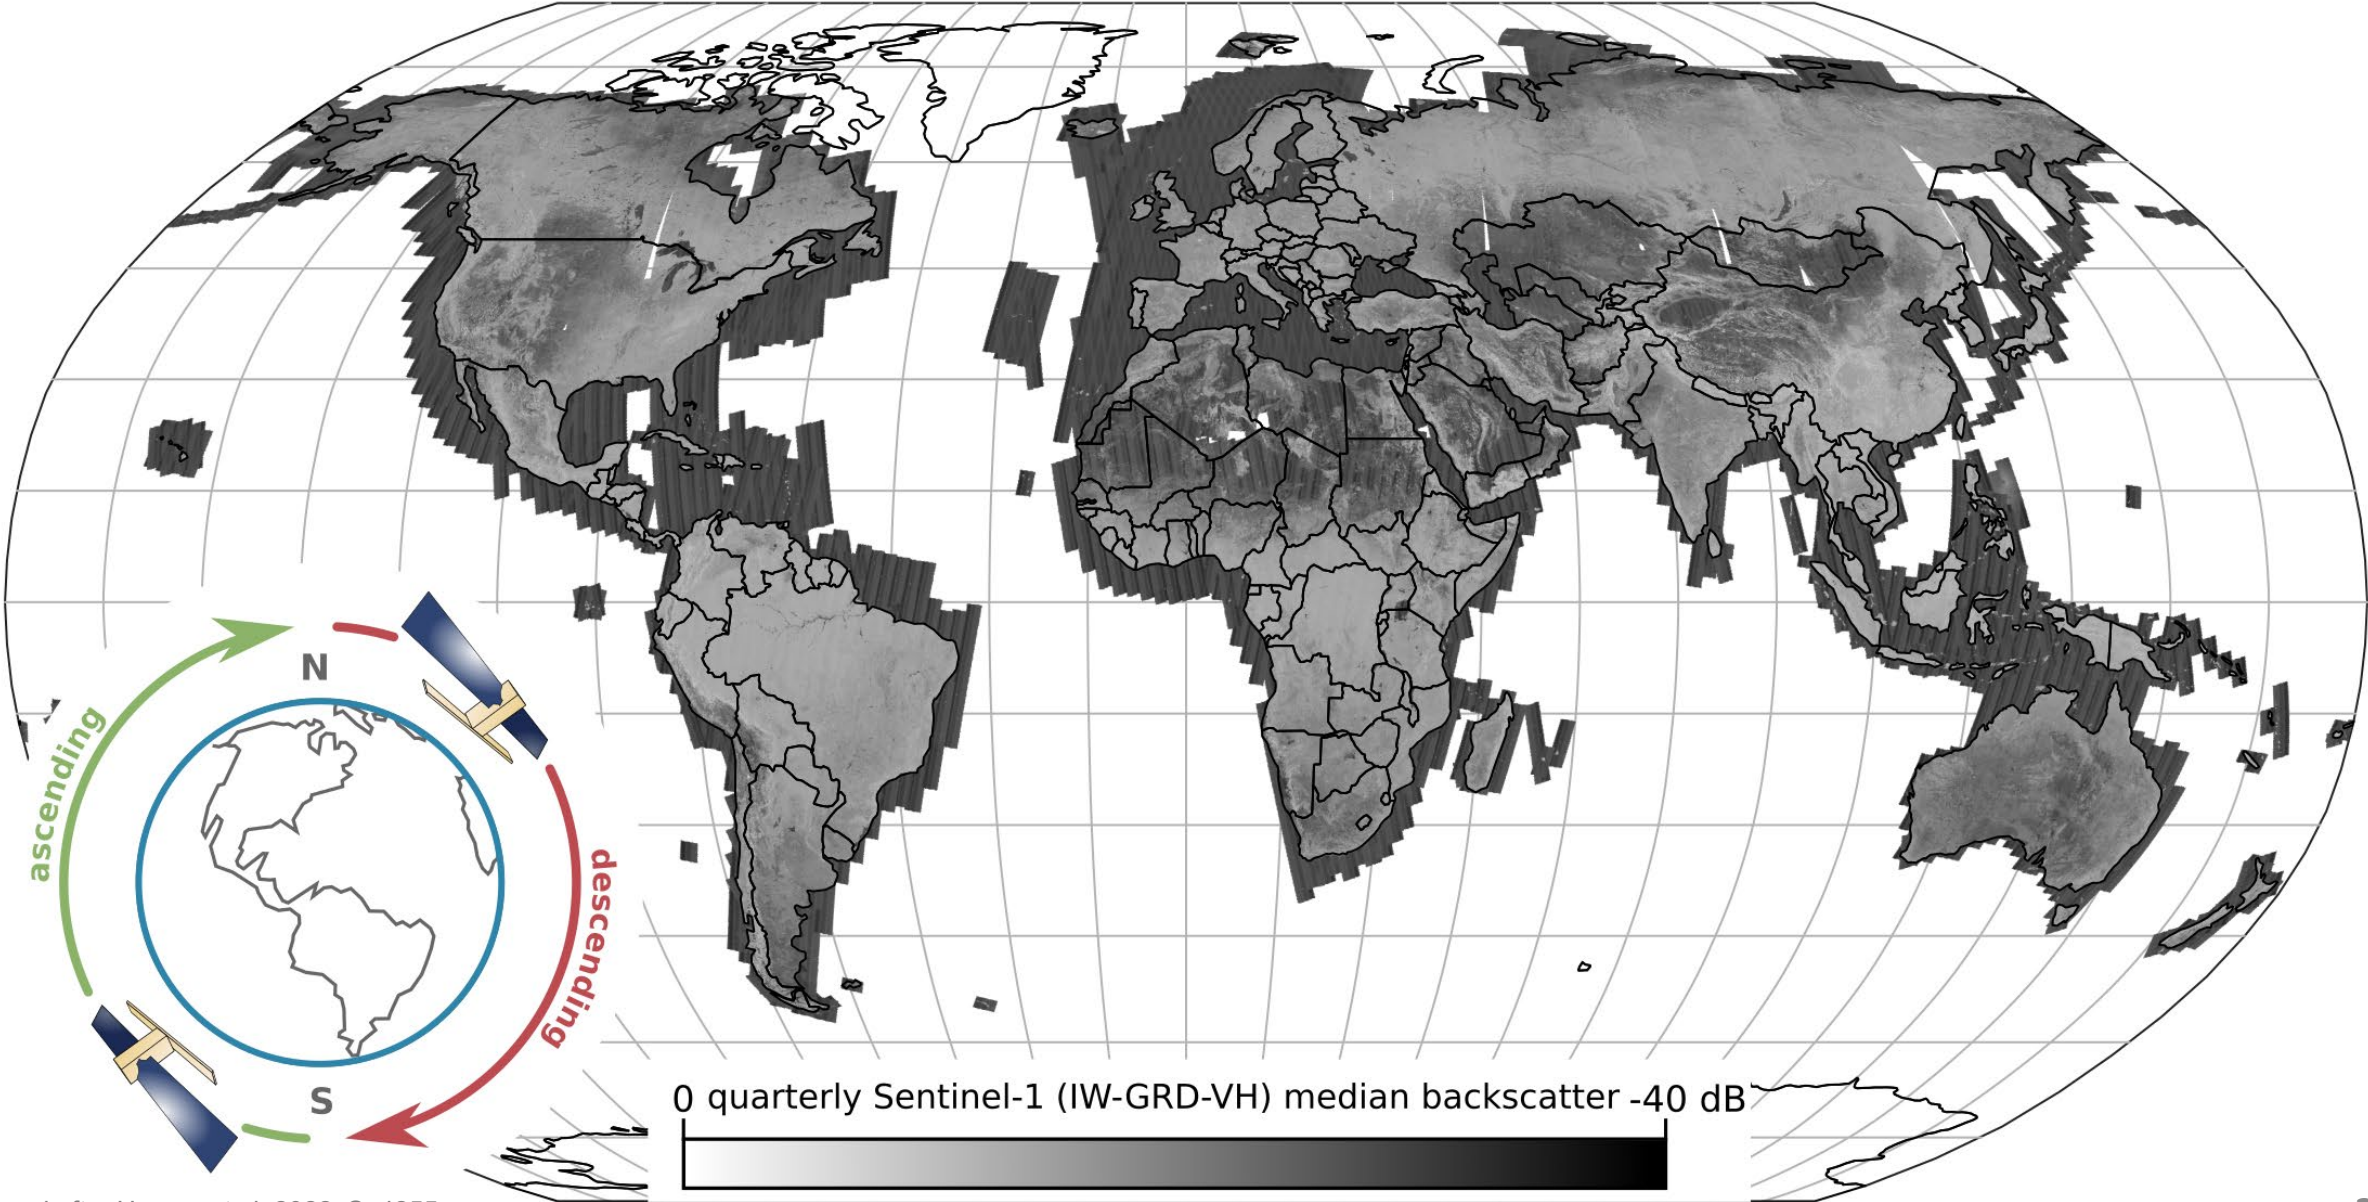 N
ascending
descending
S
0 quarterly Sentinel-1 (IW-GRD-VH) median backscatter -40 dB